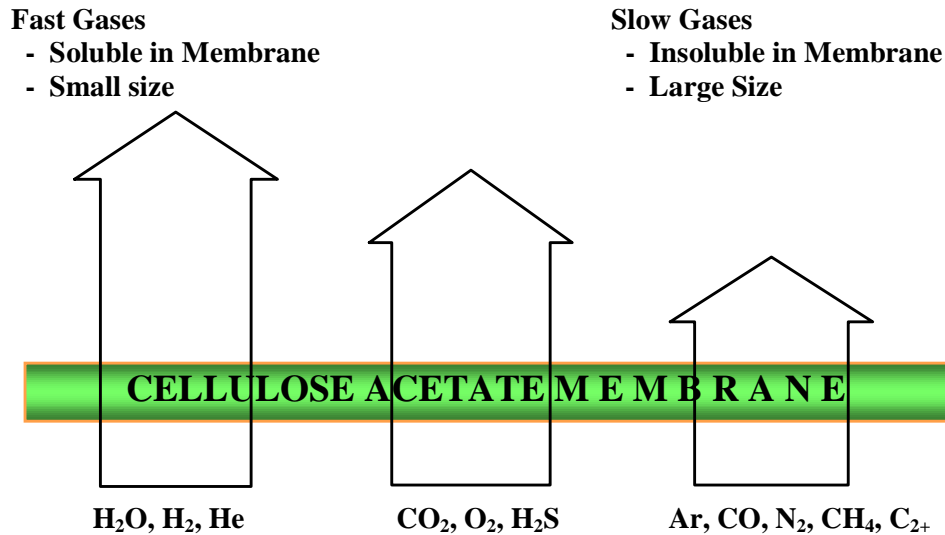 Fast Gases
- Soluble in Membrane
- Small size
Slow Gases
- Insoluble in Membrane
- Large Size
CELLULOSE ACETATE M E M B R A N E
H₂O, H₂, He
CO₂, O₂, H₂S
Ar, CO, N₂, CH₄, C₂₊